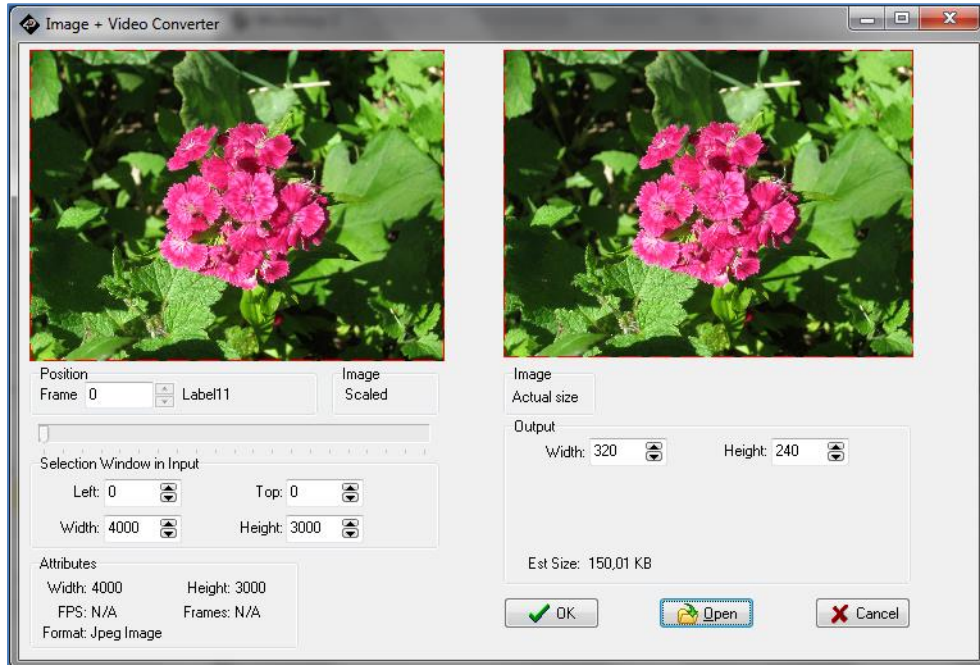 Image + Video Converter
Position
Frame 0 Label11
Image
Scaled
Selection Window in Input
Left: 0 Top: 0
Width: 4000 Height: 3000
Attributes
Width: 4000 Height: 3000
FPS: N/A Frames: N/A
Format: Jpeg Image
Image
Actual size
Output
Width: 320 Height: 240
Est Size: 150,01 KB
OK Open Cancel